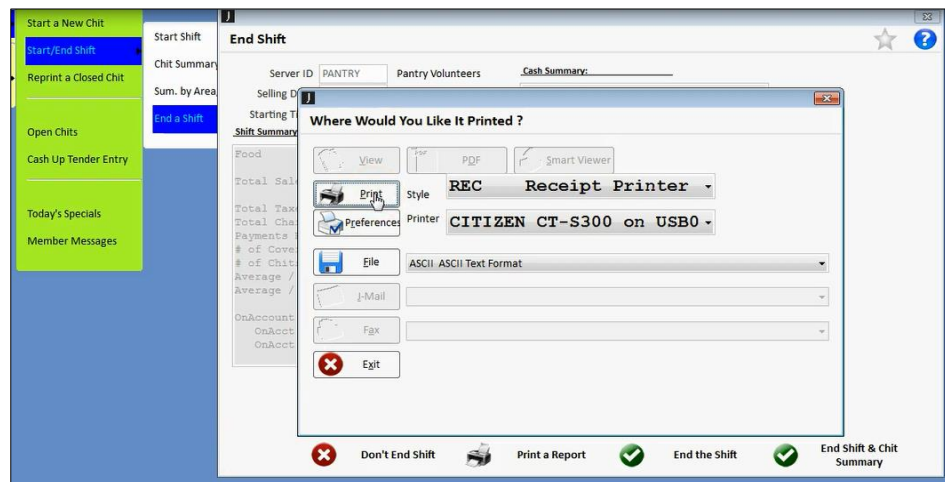 Start a New Chit
Start/End Shift
Reprint a Closed Chit
Open Chits
Cash Up Tender Entry
Today's Specials
Member Messages
Start Shift
Chit Summary
Sum. by Area
End a Shift
J
End Shift
?
Server ID PANTRY Pantry Volunteers Cash Summary:
Selling D
Starting Ti
Shift Summary
Food
Total Sale
Total Taxe
Total Cha
Payments
# of Cove
# of Chit
Average /
Average /
OnAccount
OnAcct
OnAcct
J
Where Would You Like It Printed ?
View PDF Smart Viewer
Print Style REC Receipt Printer
Preferences Printer CITIZEN CT-S300 on USB0
File ASCII ASCII Text Format
J-Mail
Fax
Exit
Don't End Shift Print a Report End the Shift End Shift & Chit
Summary